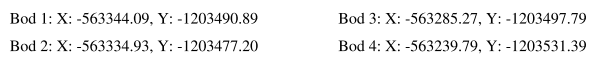 Bod 1: X: -563344.09, Y: -1203490.89
Bod 2: X: -563334.93, Y: -1203477.20
Bod 3: X: -563285.27, Y: -1203497.79
Bod 4: X: -563239.79, Y: -1203531.39